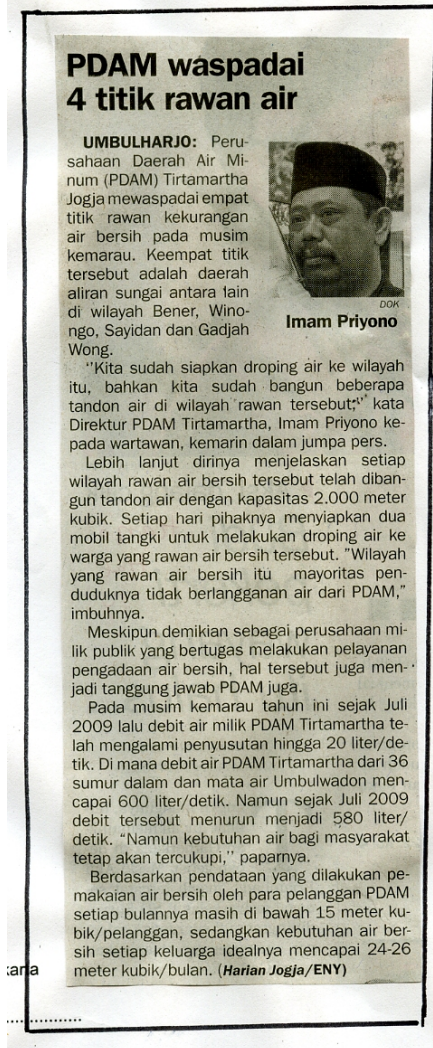 PDAM waspadai
4 titik rawan air
UMBULHARJO: Peru-
sahaan Daerah Air Mi-
num (PDAM) Tirtamartha
Jogja mewaspadai empat
titik rawan kekurangan
air bersih pada musim
kemarau. Keempat titik
tersebut adalah daerah
aliran sungai antara lain
di wilayah Bener, Wino-
ngo, Sayidan dan Gadjah
Wong.
DOK
Imam Priyono
''Kita sudah siapkan droping air ke wilayah
itu, bahkan kita sudah bangun beberapa
tandon air di wilayah rawan tersebut,'' kata
Direktur PDAM Tirtamartha, Imam Priyono ke-
pada wartawan, kemarin dalam jumpa pers.
Lebih lanjut dirinya menjelaskan setiap
wilayah rawan air bersih tersebut telah diban-
gun tandon air dengan kapasitas 2.000 meter
kubik. Setiap hari pihaknya menyiapkan dua
mobil tangki untuk melakukan droping air ke
warga yang rawan air bersih tersebut. "Wilayah
yang rawan air bersih itu mayoritas pen-
duduknya tidak berlangganan air dari PDAM,"
imbuhnya.
Meskipun demikian sebagai perusahaan mi-
lik publik yang bertugas melakukan pelayanan
pengadaan air bersih, hal tersebut juga men-
jadi tanggung jawab PDAM juga.
Pada musim kemarau tahun ini sejak Juli
2009 lalu debit air milik PDAM Tirtamartha te-
lah mengalami penyusutan hingga 20 liter/de-
tik. Di mana debit air PDAM Tirtamartha dari 36
sumur dalam dan mata air Umbulwadon men-
capai 600 liter/detik. Namun sejak Juli 2009
debit tersebut menurun menjadi 580 liter/
detik. "Namun kebutuhan air bagi masyarakat
tetap akan tercukupi,'' paparnya.
Berdasarkan pendataan yang dilakukan pe-
makaian air bersih oleh para pelanggan PDAM
setiap bulannya masih di bawah 15 meter ku-
bik/pelanggan, sedangkan kebutuhan air ber-
sih setiap keluarga idealnya mencapai 24-26
meter kubik/bulan. (Harian Jogja/ENY)